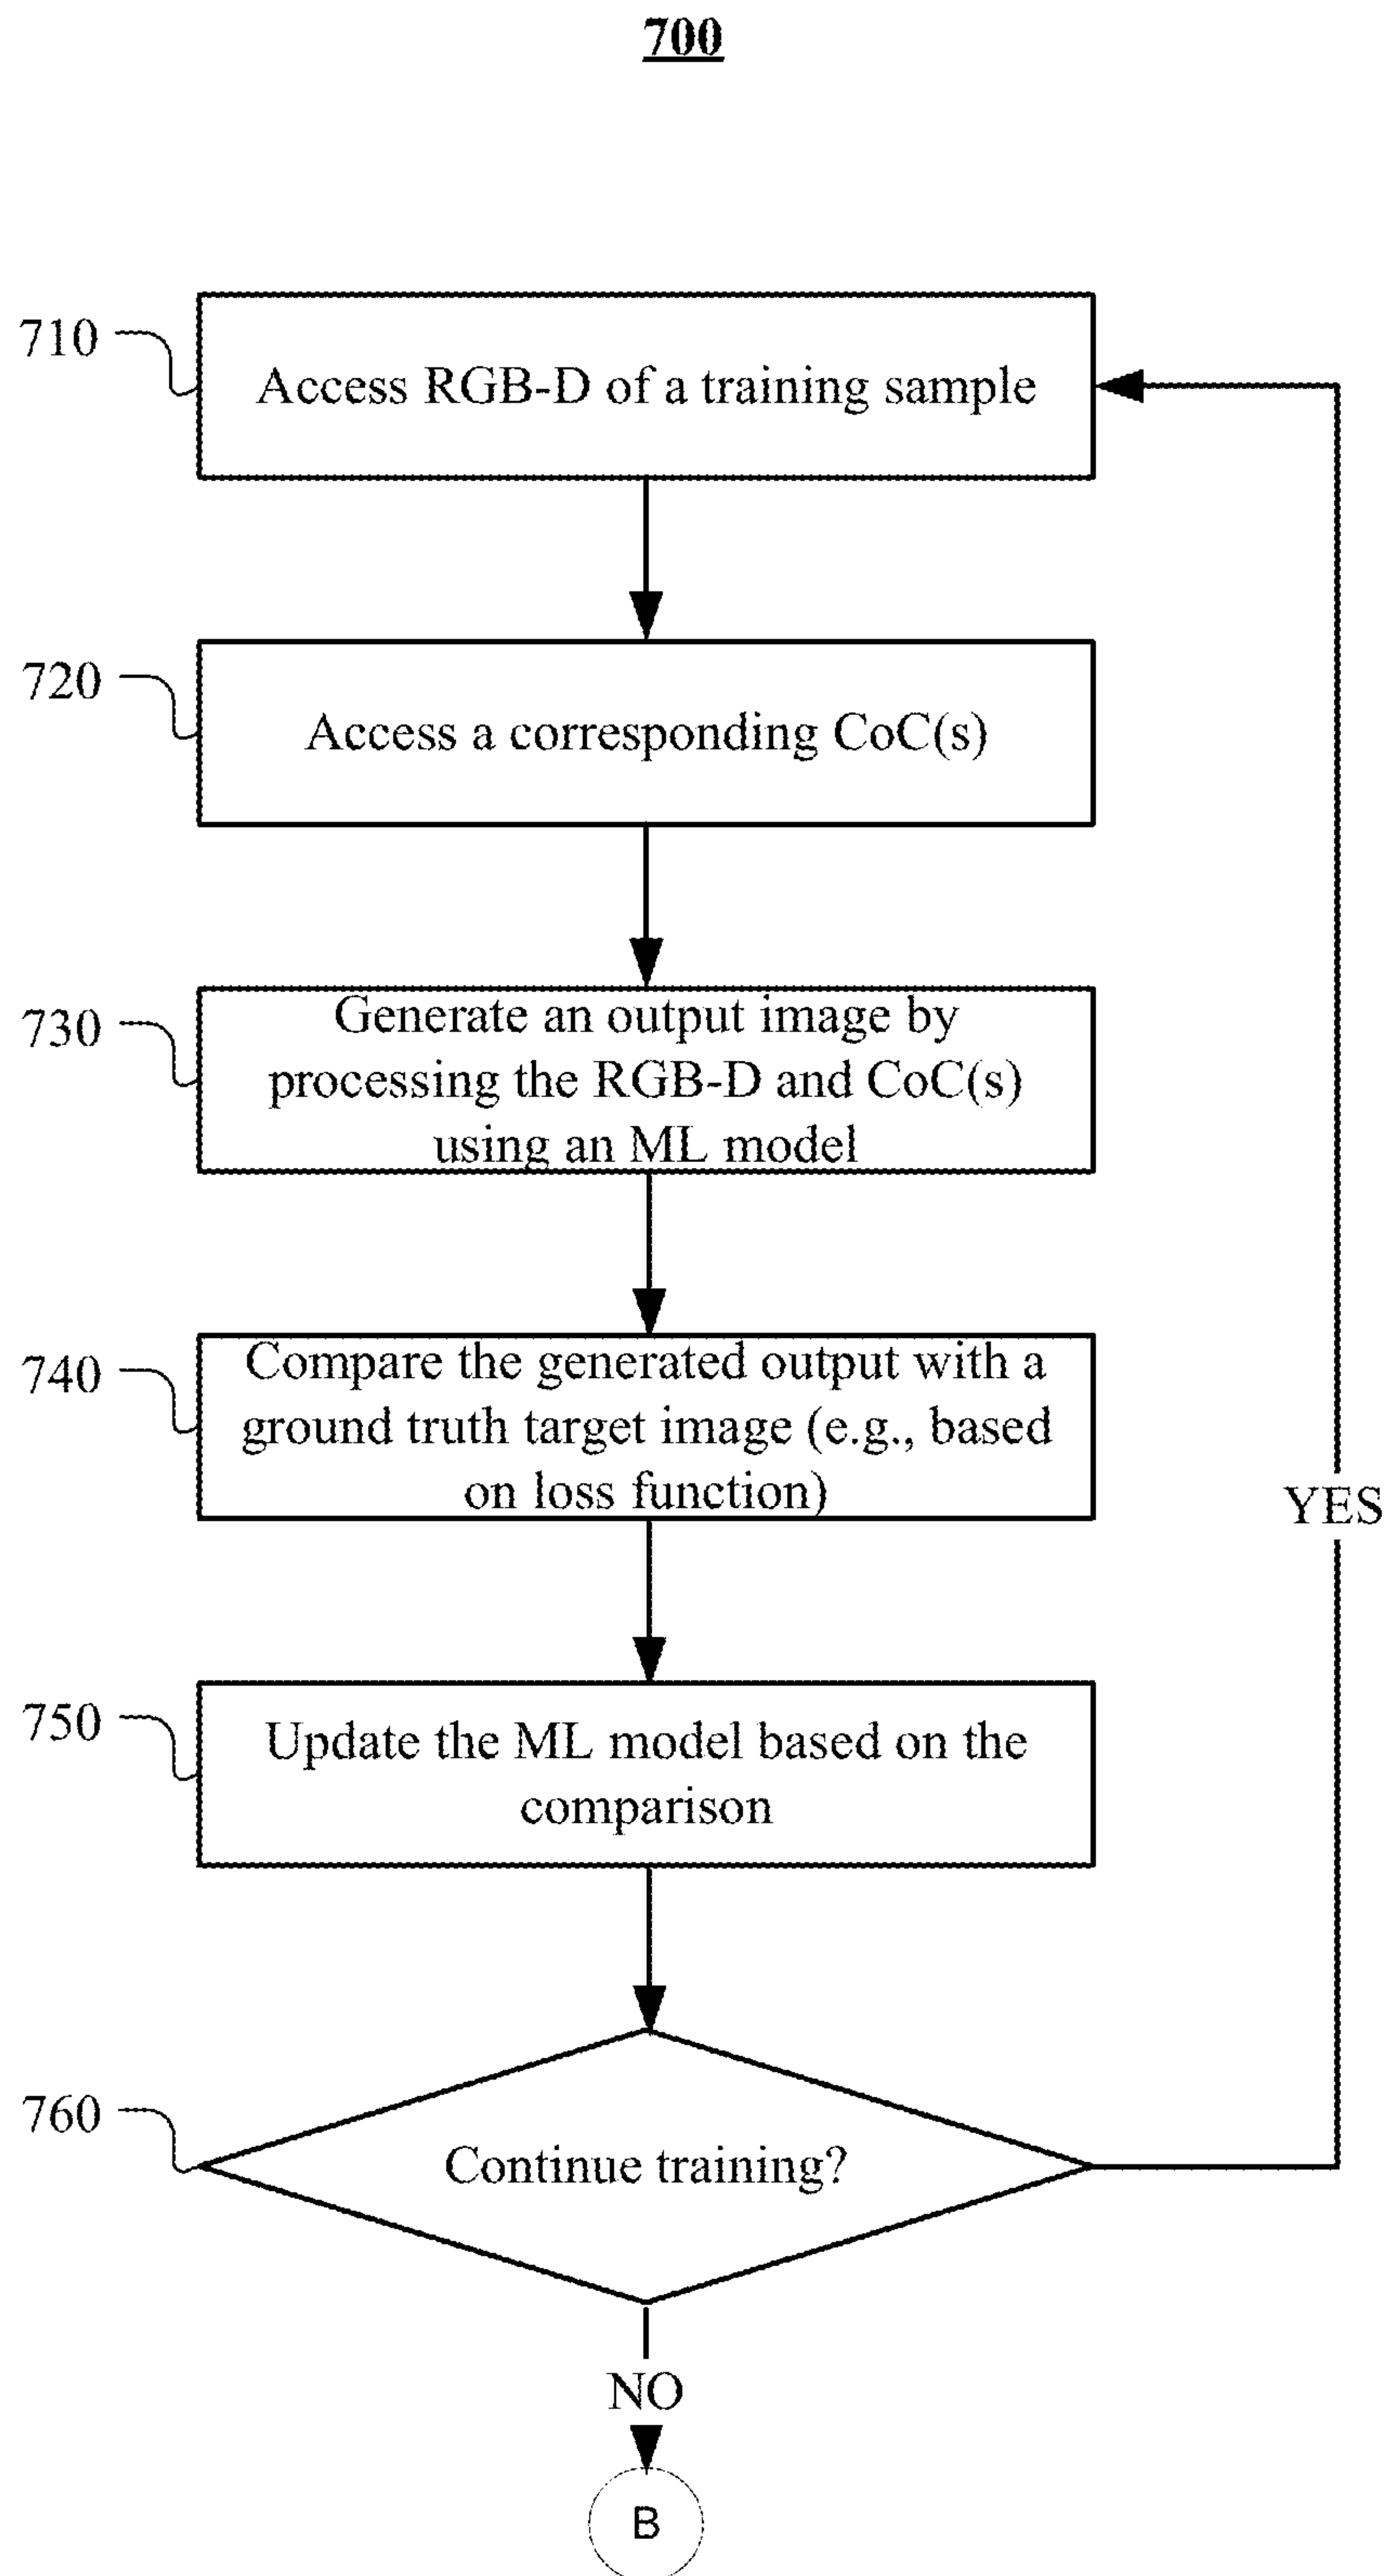 700
710
Access RGB-D of a training sample
720
Access a corresponding CoC(s)
730
Generate an output image by
processing the RGB-D and CoC(s)
using an ML model
740
Compare the generated output with a
ground truth target image (e.g., based
on loss function)
YES
750
Update the ML model based on the
comparison
760
Continue training?
NO
B